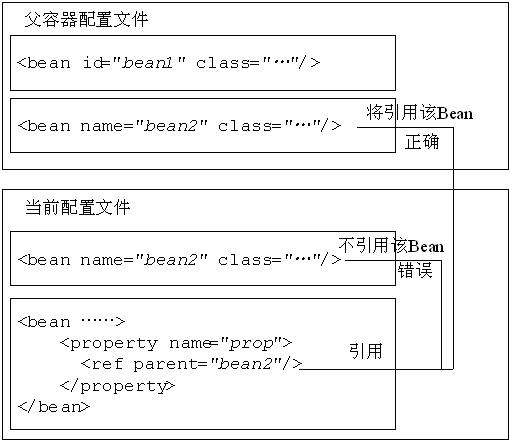 父容器配置文件
<bean id="bean1" class="…"/>
<bean name="bean2" class="…"/>
将引用该Bean
正确
当前配置文件
<bean name="bean2" class="…"/>
不引用该Bean
错误
<bean ……>
<property name="prop">
<ref parent="bean2"/>
引用
</property>
</bean>